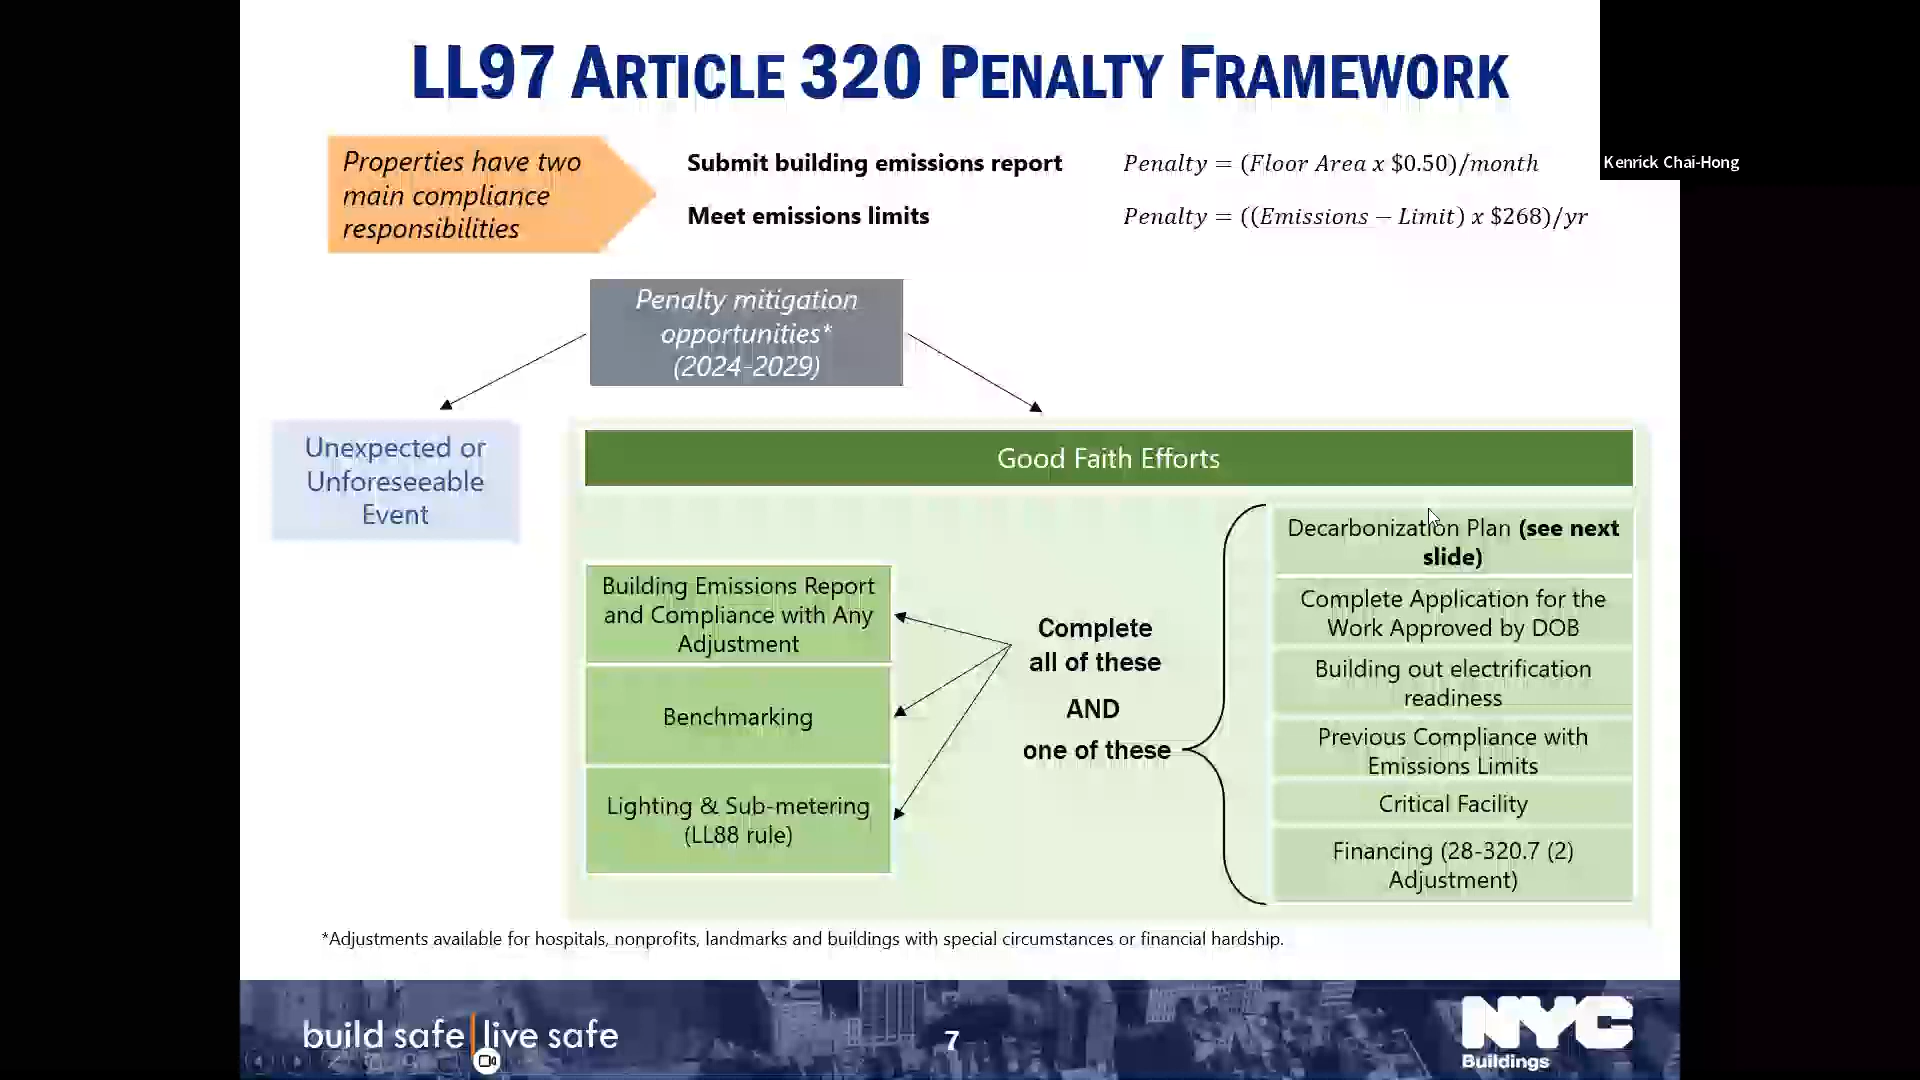 LL97 ARTICLE 320 PENALTY FRAMEWORK
Properties have two
main compliance
responsibilities
Submit building emissions report
Penalty = (Floor Area x $0.50)/month
Meet emissions limits
Penalty = ((Emissions − Limit) x $268)/yr
Kenrick Chai-Hong
Penalty mitigation
opportunities*
(2024-2029)
Unexpected or
Unforeseeable
Event
Good Faith Efforts
Building Emissions Report
and Compliance with Any
Adjustment
Benchmarking
Lighting & Sub-metering
(LL88 rule)
Complete
all of these
AND
one of these
Decarbonization Plan (see next
slide)
Complete Application for the
Work Approved by DOB
Building out electrification
readiness
Previous Compliance with
Emissions Limits
Critical Facility
Financing (28-320.7 (2)
Adjustment)
*Adjustments available for hospitals, nonprofits, landmarks and buildings with special circumstances or financial hardship.
build safe live safe
7
NYC
Buildings